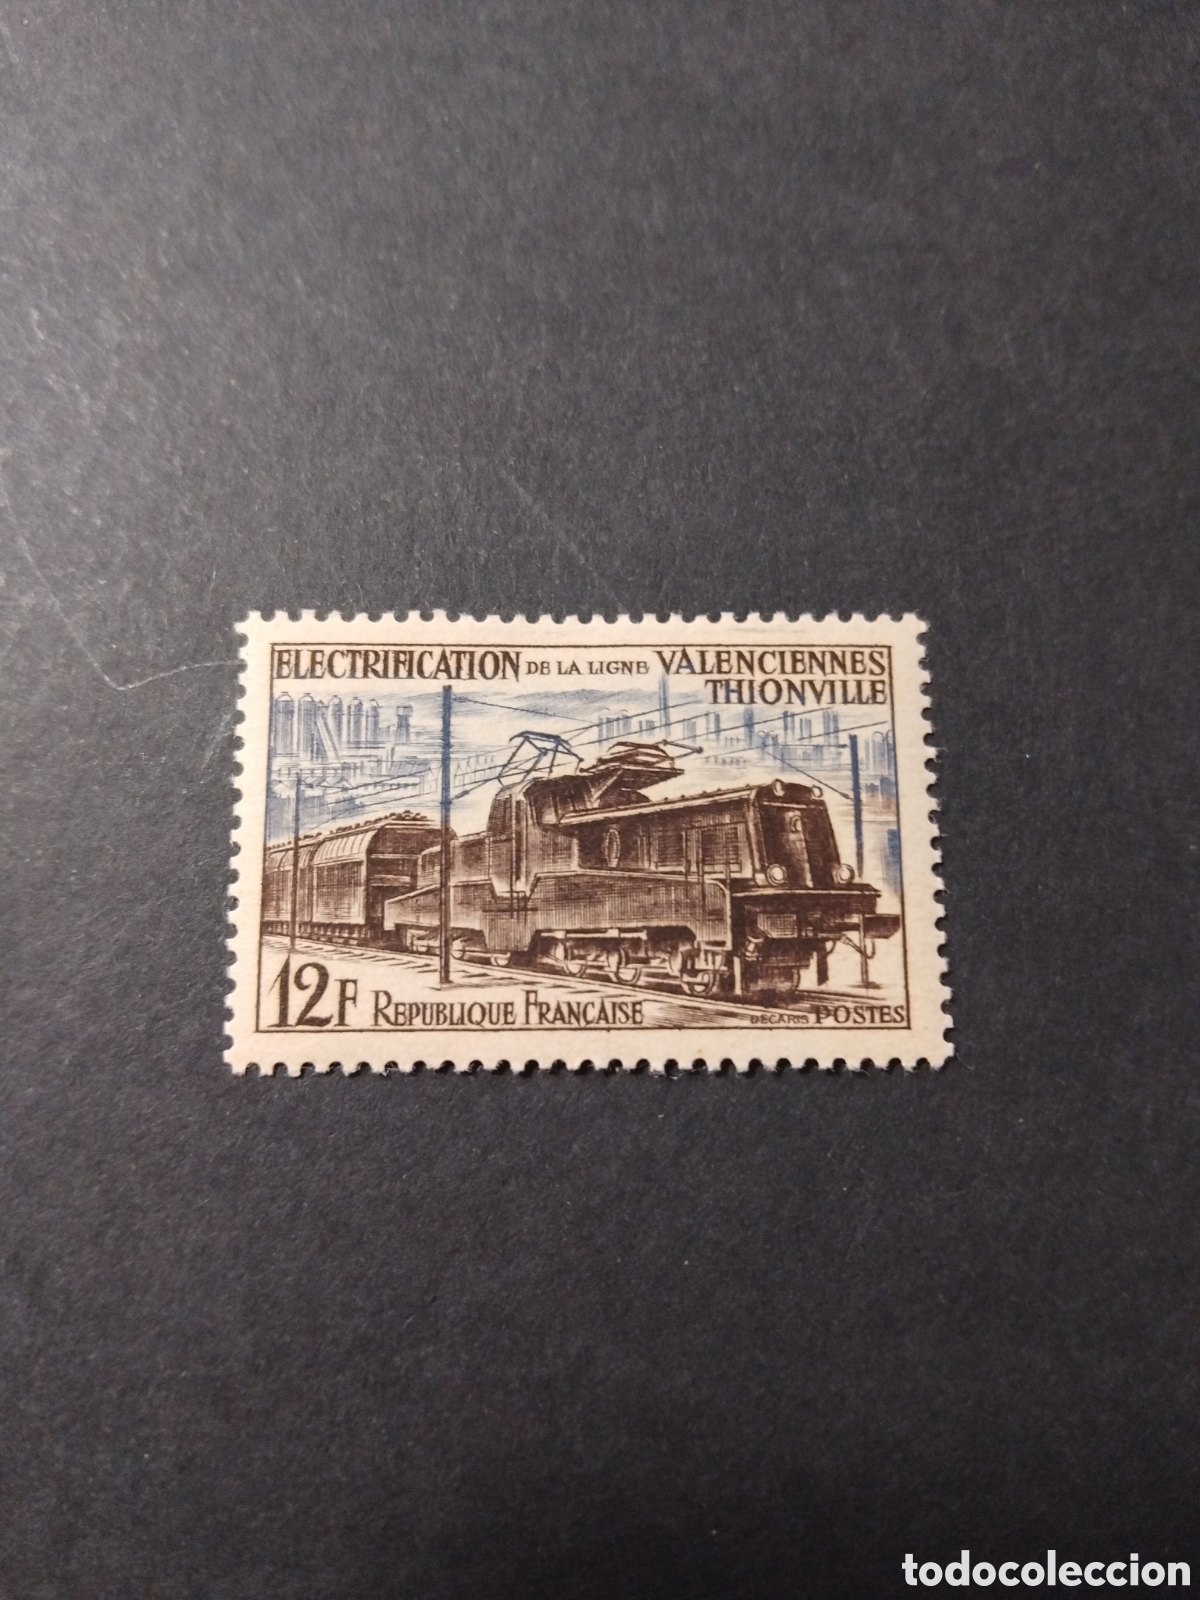 ELECTRIFICATION DE LA LIGNE VALENCIENNES
THIONVILLE
12F REPUBLIQUE FRANÇAISE DECARIS POSTES
todocoleccion